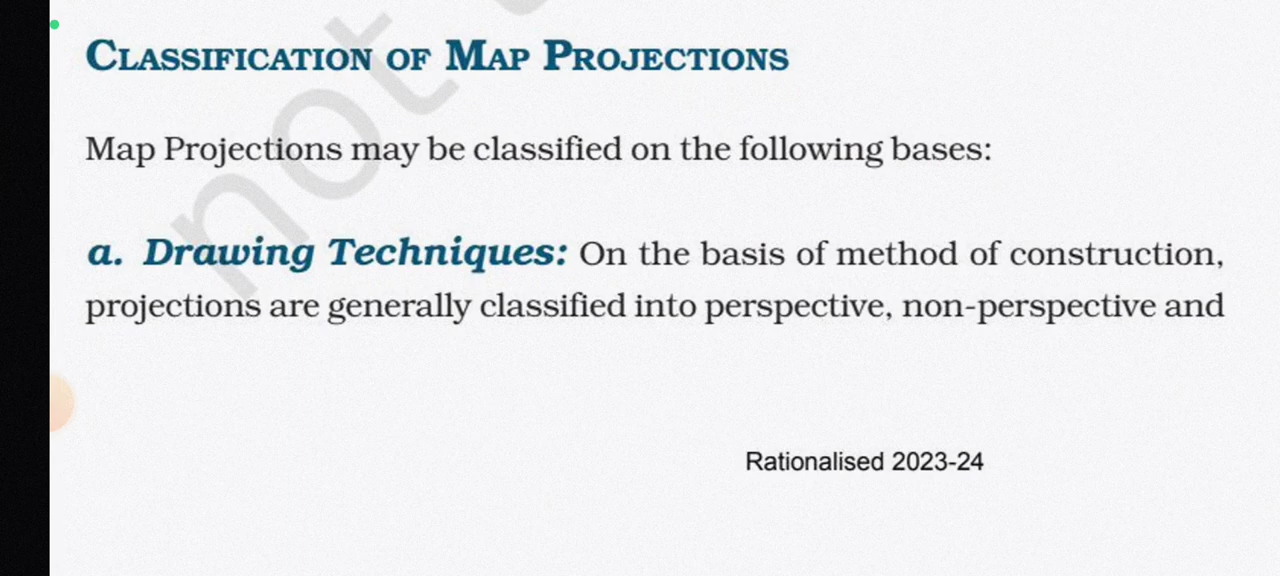 CLASSIFICATION OF MAP PROJECTIONS
Map Projections may be classified on the following bases:
a. Drawing Techniques: On the basis of method of construction,
projections are generally classified into perspective, non-perspective and
not
Rationalised 2023-24